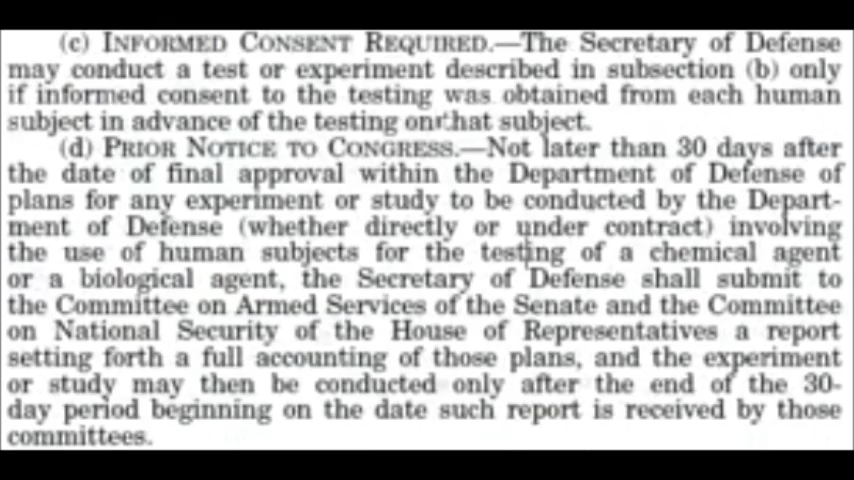 (c) INFORMED CONSENT REQUIRED.—The Secretary of Defense
may conduct a test or experiment described in subsection (b) only
if informed consent to the testing was obtained from each human
subject in advance of the testing on that subject.
(d) PRIOR NOTICE TO CONGRESS.—Not later than 30 days after
the date of final approval within the Department of Defense of
plans for any experiment or study to be conducted by the Depart-
ment of Defense (whether directly or under contract) involving
the use of human subjects for the testing of a chemical agent
or a biological agent, the Secretary of Defense shall submit to
the Committee on Armed Services of the Senate and the Committee
on National Security of the House of Representatives a report
setting forth a full accounting of those plans, and the experiment
or study may then be conducted only after the end of the 30-
day period beginning on the date such report is received by those
committees.